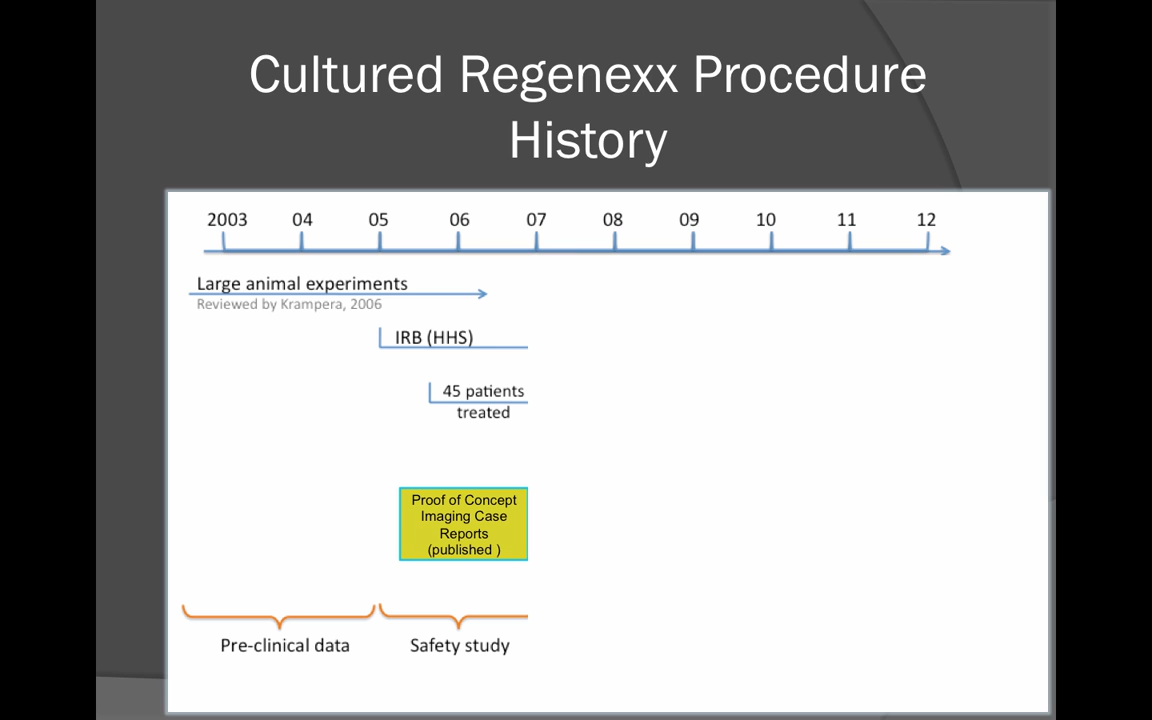 Cultured Regenexx Procedure
History
2003 04 05 06 07 08 09 10 11 12
Large animal experiments
Reviewed by Krampera, 2006
IRB (HHS)
45 patients
treated
Proof of Concept
Imaging Case
Reports
(published )
Pre-clinical data
Safety study